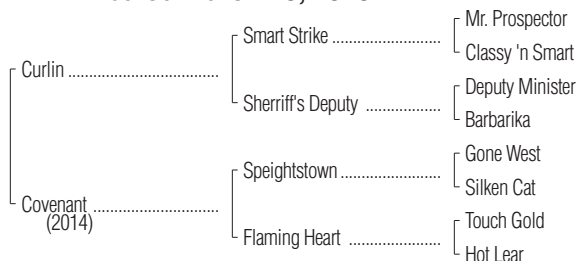 Mr. Prospector
Smart Strike ........................
Classy 'n Smart
Curlin .......................................
Deputy Minister
Sherriff's Deputy ...................
Barbarika
Gone West
Speightstown .........................
Silken Cat
Covenant .................................
(2014)
Touch Gold
Flaming Heart .......................
Hot Lear